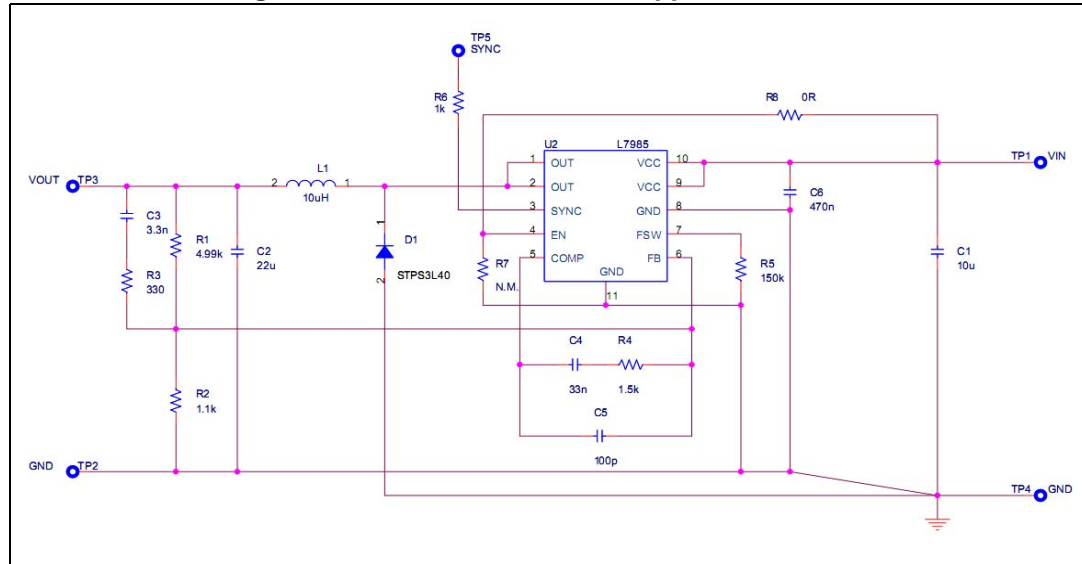 TP5
SYNC
R6
1k
R8 0R
U2 L7985
1 OUT VCC 10
2 OUT VCC 9
3 SYNC GND 8
4 EN FSW 7
5 COMP FB 6
GND
11
VOUT TP3
2 L1 1
10uH
TP1 VIN
C6
470n
C3
3.3n
R1
4.99k
C2
22u
1
D1
2
STPS3L40
R7
N.M.
R5
150k
C1
10u
R3
330
C4 R4
33n 1.5k
R2
1.1k
C5
100p
GND TP2
TP4 GND